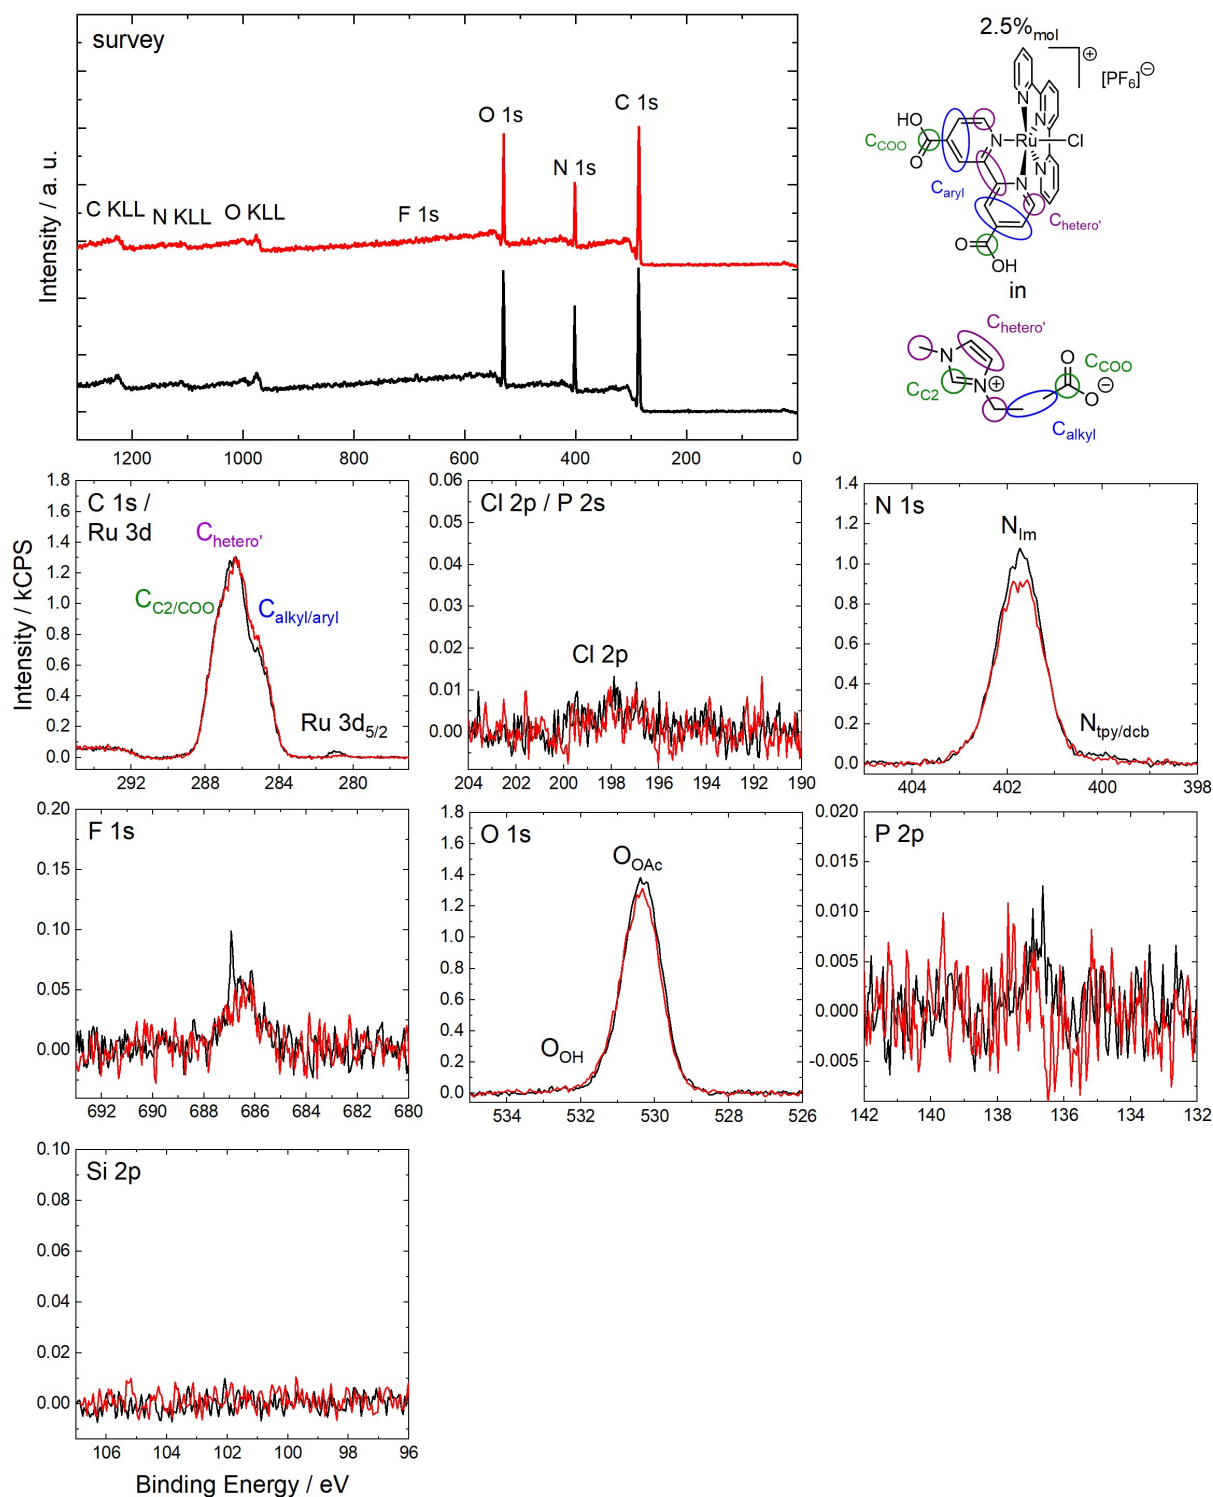 survey
C KLL
N KLL
O KLL
F 1s
O 1s
N 1s
C 1s
Intensity / a. u.
1200
1000
800
600
400
200
0
2.5%mol
[PF6]⊖
⊕
HO
O
CCOO
Caryl
N
N
N
N
N
Ru
Cl
Chetero'
O
OH
in
Chetero'
N
N
⊕
CC2
O
O
⊖
CCOO
Calkyl
Intensity / kCPS
C 1s /
Ru 3d
Chetero'
CC2/COO
Calkyl/aryl
Ru 3d5/2
1.8
1.6
1.4
1.2
1.0
0.8
0.6
0.4
0.2
0.0
292
288
284
280
Cl 2p / P 2s
Cl 2p
0.06
0.05
0.04
0.03
0.02
0.01
0.00
204 202 200 198 196 194 192 190
N 1s
NIm
Ntpy/dcb
1.4
1.2
1.0
0.8
0.6
0.4
0.2
0.0
404
402
400
398
F 1s
0.20
0.15
0.10
0.05
0.00
692 690 688 686 684 682 680
O 1s
OOAc
OOH
1.8
1.6
1.4
1.2
1.0
0.8
0.6
0.4
0.2
0.0
534
532
530
528
526
P 2p
0.020
0.015
0.010
0.005
0.000
-0.005
142
140
138
136
134
132
Si 2p
0.10
0.08
0.06
0.04
0.02
0.00
106
104
102
100
98
96
Binding Energy / eV